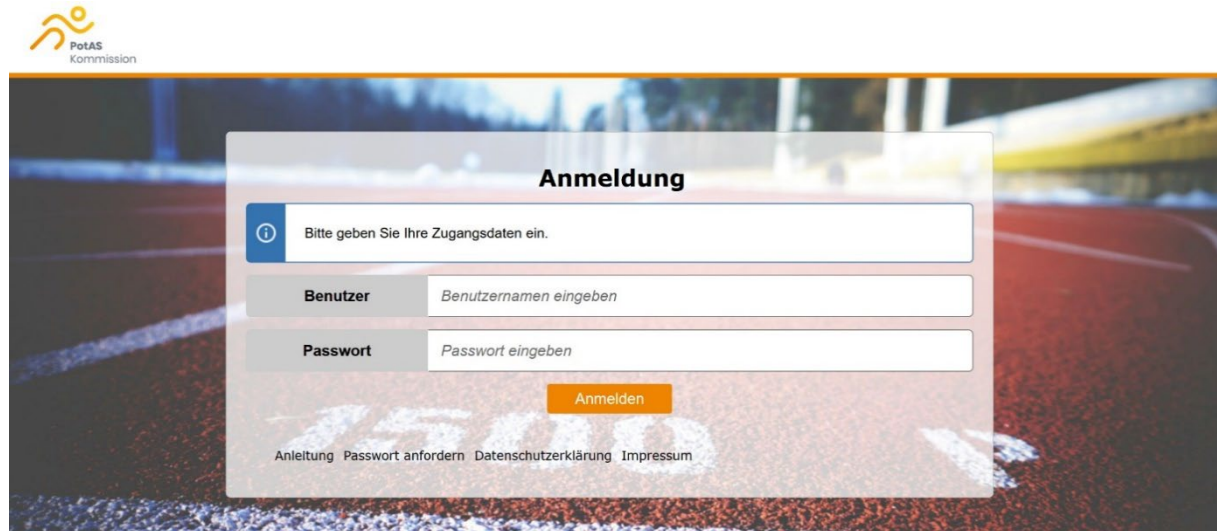 PotAS
Kommission
Anmeldung
Bitte geben Sie Ihre Zugangsdaten ein.
Benutzer Benutzernamen eingeben
Passwort Passwort eingeben
Anmelden
1500
Anleitung Passwort anfordern Datenschutzerklärung Impressum